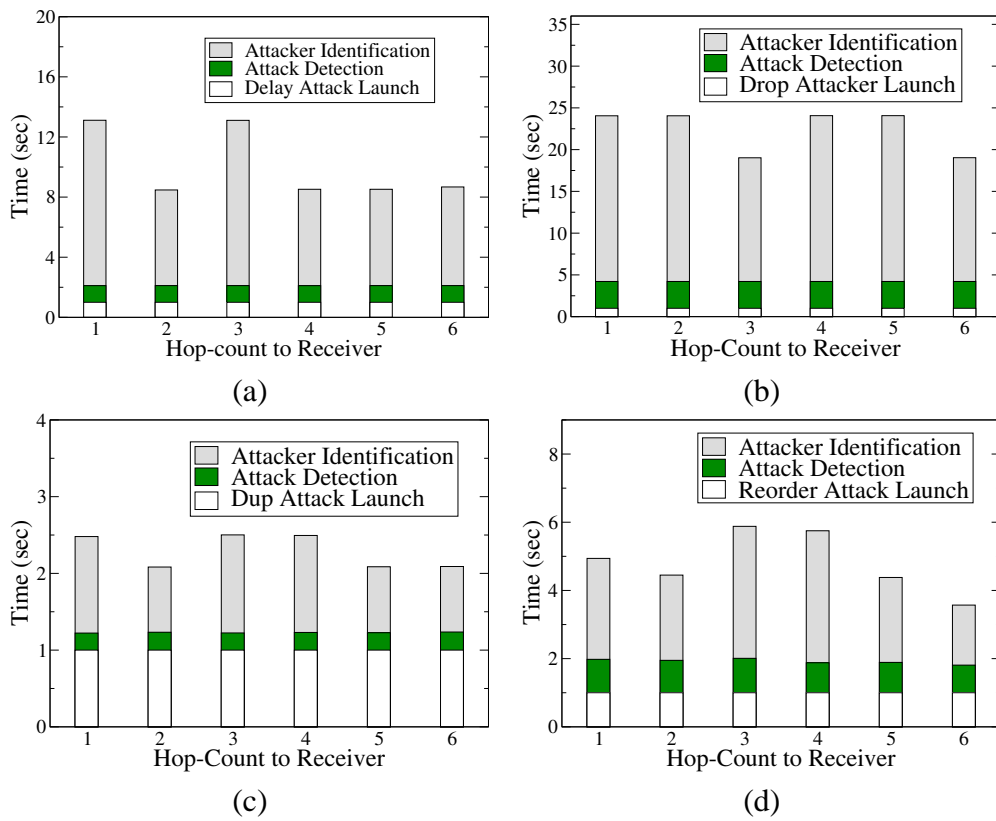 20
16
12
8
4
0
Time (sec)
Attacker Identification
Attack Detection
Delay Attack Launch
1 2 3 4 5 6
Hop-count to Receiver
(a)
35
30
25
20
15
10
5
0
Time (sec)
Attacker Identification
Attack Detection
Drop Attacker Launch
1 2 3 4 5 6
Hop-Count to Receiver
(b)
4
3
2
1
0
Time (sec)
Attacker Identification
Attack Detection
Dup Attack Launch
1 2 3 4 5 6
Hop-Count to Receiver
(c)
8
6
4
2
0
Time (sec)
Attacker Identification
Attack Detection
Reorder Attack Launch
1 2 3 4 5 6
Hop-Count to Receiver
(d)